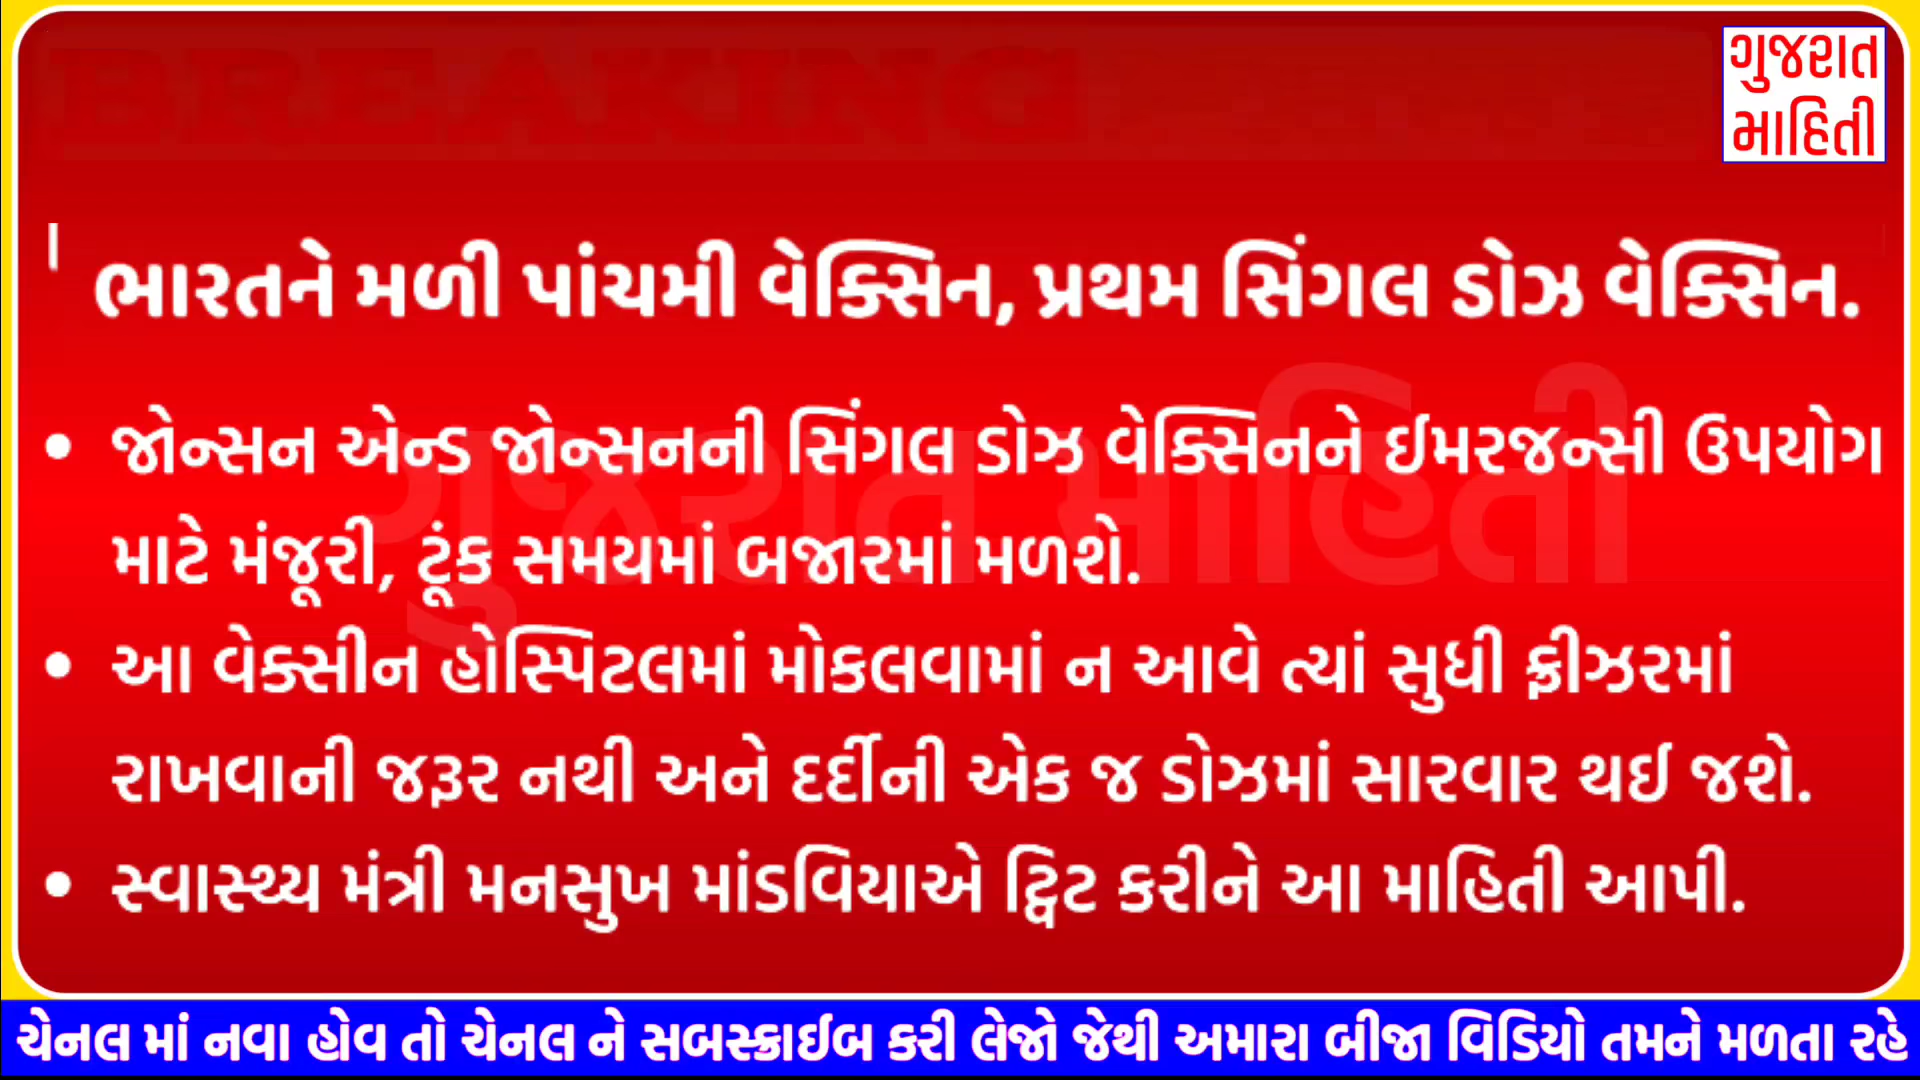 BREAKING
ગુજરાત
માહિતી
ભારતને મળી પાંચમી વેક્સિન, પ્રથમ સિંગલ ડોઝ વેક્સિન.
• જોન્સન એન્ડ જોન્સનની સિંગલ ડોઝ વેક્સિનને ઈમરજન્સી ઉપયોગ
માટે મંજૂરી, ટૂંક સમયમાં બજારમાં મળશે.
ગુજરાત માહિતી
• આ વેક્સીન હોસ્પિટલમાં મોકલવામાં ન આવે ત્યાં સુધી ફ્રીઝરમાં
રાખવાની જરૂર નથી અને દર્દીની એક જ ડોઝમાં સારવાર થઈ જશે.
• સ્વાસ્થ્ય મંત્રી મનસુખ માંડવિયાએ ટ્વિટ કરીને આ માહિતી આપી.
ચેનલ માં નવા હોવ તો ચેનલ ને સબસ્ક્રાઈબ કરી લેજો જેથી અમારા બીજા વિડિયો તમને મળતા રહે